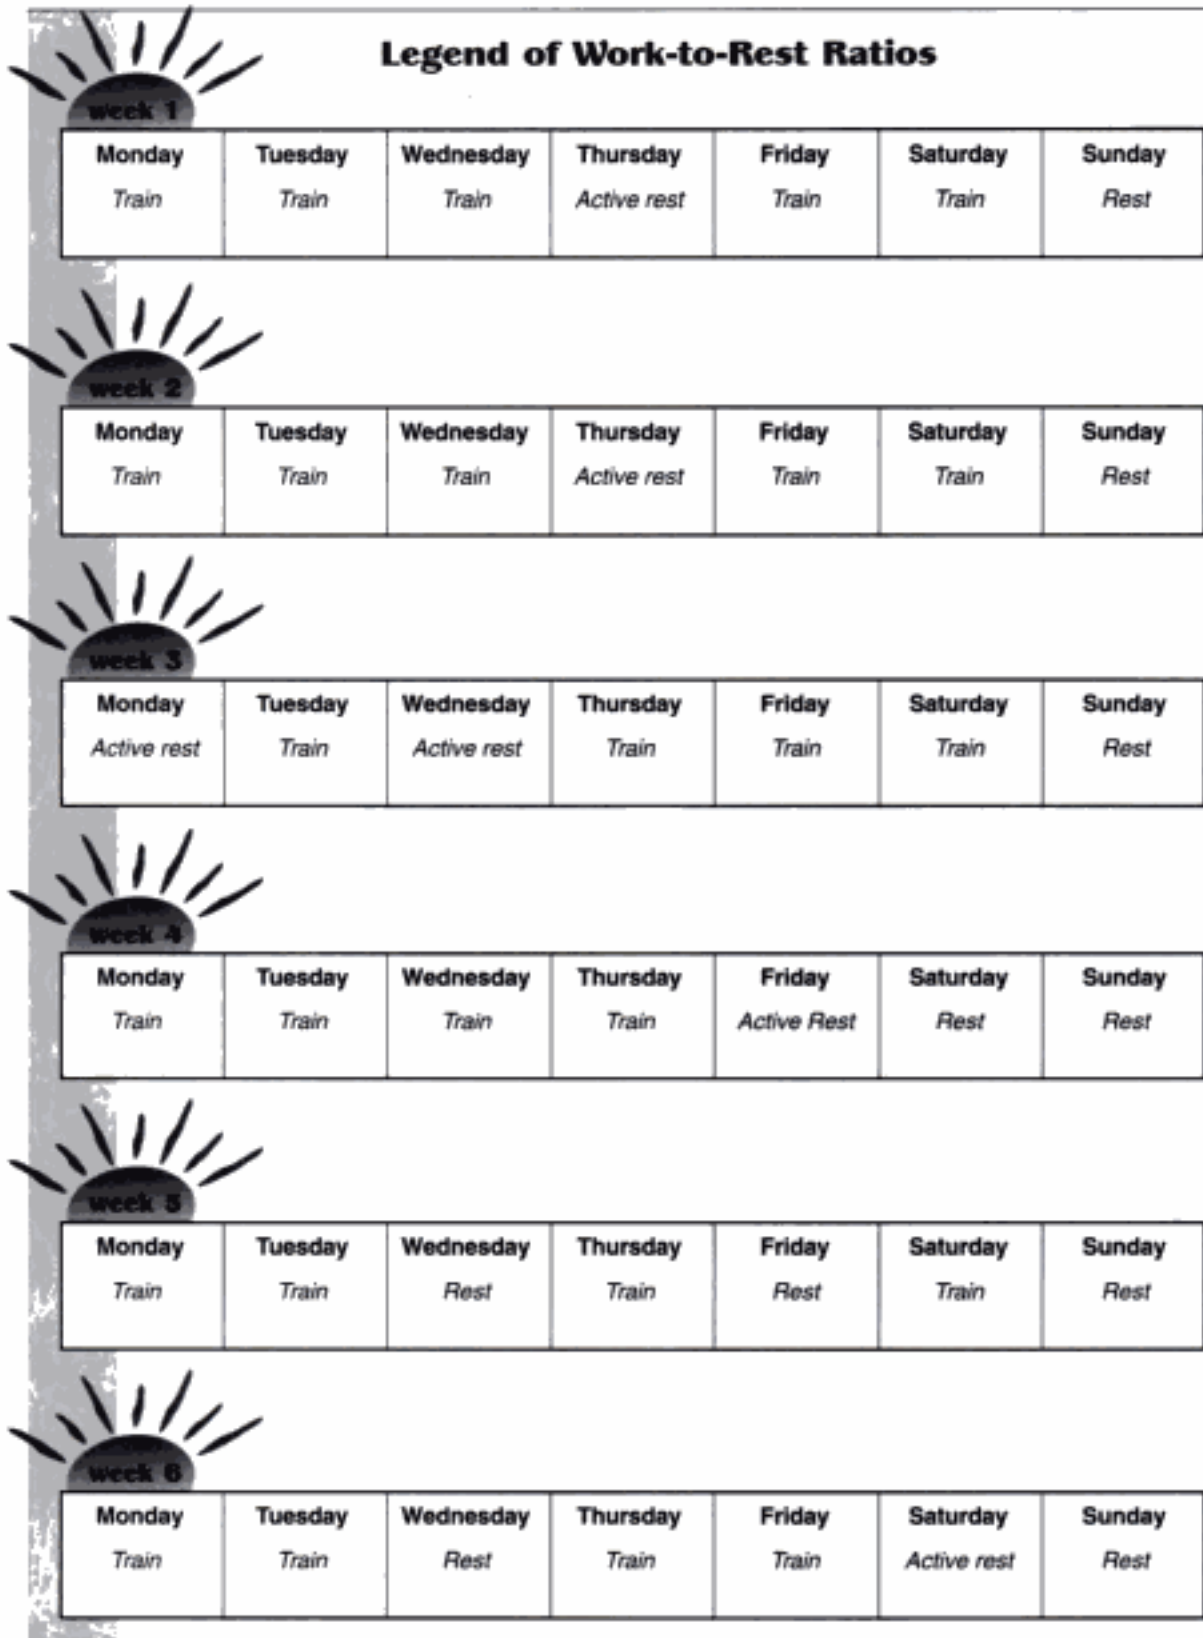 Legend of Work-to-Rest Ratios
week 1
Monday Tuesday Wednesday Thursday Friday Saturday Sunday
Train Train Train Active rest Train Train Rest
week 2
Monday Tuesday Wednesday Thursday Friday Saturday Sunday
Train Train Train Active rest Train Train Rest
week 3
Monday Tuesday Wednesday Thursday Friday Saturday Sunday
Active rest Train Active rest Train Train Train Rest
week 4
Monday Tuesday Wednesday Thursday Friday Saturday Sunday
Train Train Train Train Active Rest Rest Rest
week 5
Monday Tuesday Wednesday Thursday Friday Saturday Sunday
Train Train Rest Train Rest Train Rest
week 6
Monday Tuesday Wednesday Thursday Friday Saturday Sunday
Train Train Rest Train Train Active rest Rest